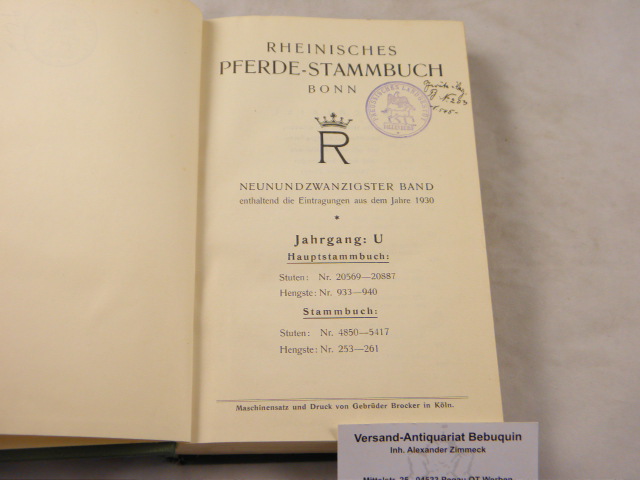 RHEINISCHES
PFERDE-STAMMBUCH
BONN
R
NEUNUNDZWANZIGSTER BAND
enthaltend die Eintragungen aus dem Jahre 1930
*
Jahrgang: U
Hauptstammbuch:
Stuten: Nr. 20569—20887
Hengste: Nr. 933—940
Stammbuch:
Stuten: Nr. 4850—5417
Hengste: Nr. 253—261
Maschinensatz und Druck von Gebrüder Brocker in Köln.
Versand-Antiquariat Bebuquin
Inh. Alexander Zimmeck